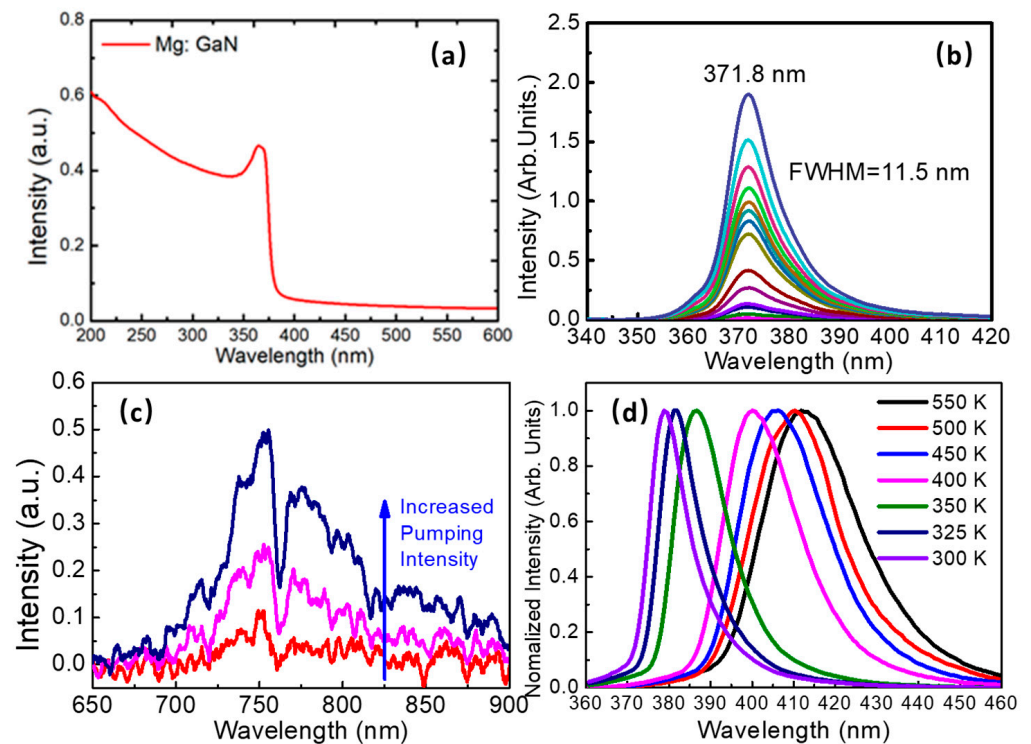 0.8
Mg: GaN
(a)
0.6
0.4
0.2
0.0
Intensity (a.u.)
200 250 300 350 400 450 500 550 600
Wavelength (nm)
2.5
(b)
371.8 nm
2.0
1.5
FWHM=11.5 nm
1.0
0.5
0.0
Intensity (Arb.Units.)
340 350 360 370 380 390 400 410 420
Wavelength (nm)
0.6
(c)
0.5
0.4
0.3
0.2
0.1
0.0
Intensity (a.u.)
Increased
Pumping
Intensity
650 700 750 800 850 900
Wavelength (nm)
(d)
1.0
0.8
0.6
0.4
0.2
0.0
Normalized Intensity (Arb. Units)
550 K
500 K
450 K
400 K
350 K
325 K
300 K
360 370 380 390 400 410 420 430 440 450 460
Wavelength (nm)